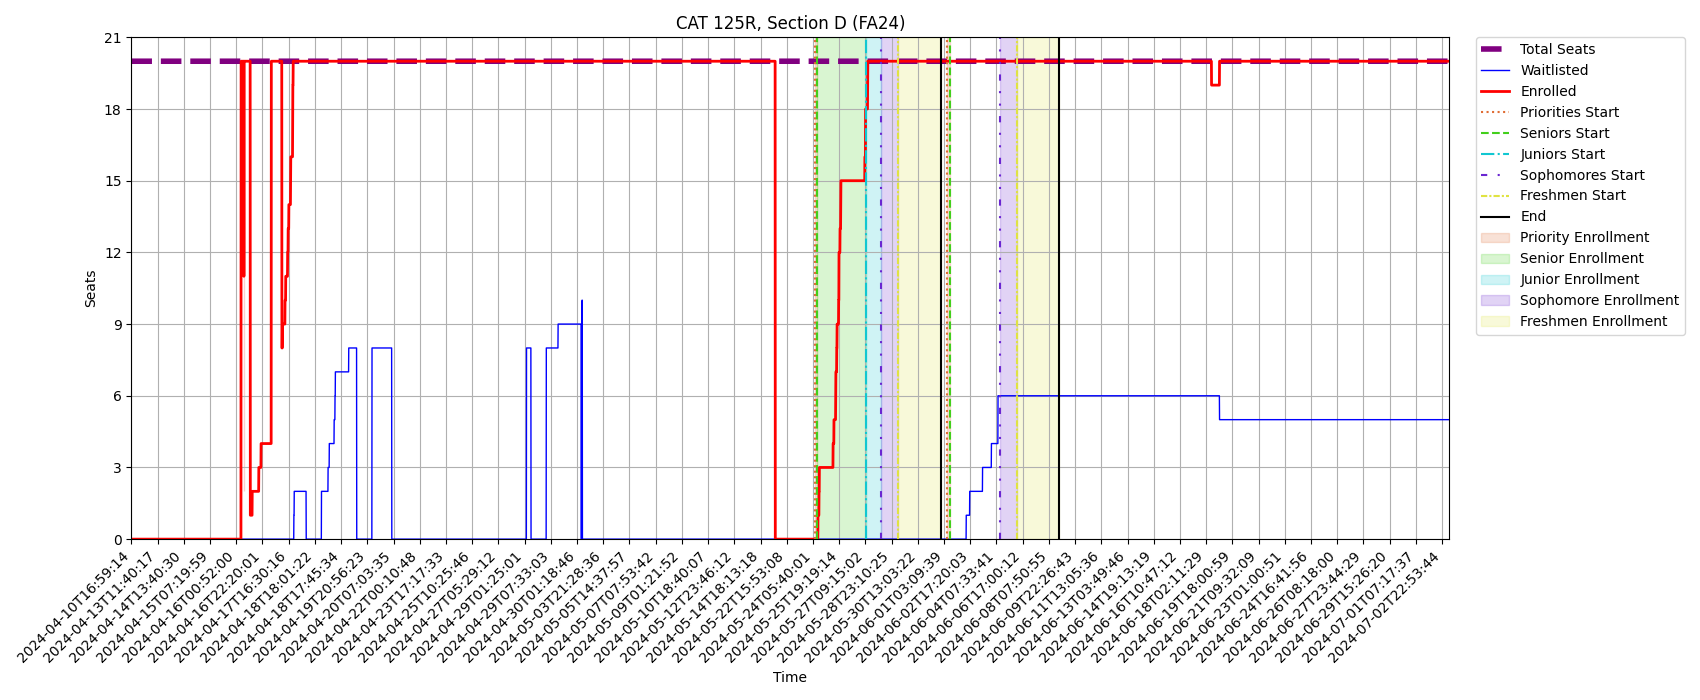 CAT 125R, Section D (FA24)
Seats
21
18
15
12
9
6
3
0
2024-04-10T16:59:14
2024-04-13T11:40:17
2024-04-14T13:40:30
2024-04-15T07:19:59
2024-04-16T00:52:00
2024-04-16T22:20:01
2024-04-17T16:30:16
2024-04-18T18:01:22
2024-04-18T17:45:34
2024-04-19T20:56:23
2024-04-20T07:03:35
2024-04-22T00:10:48
2024-04-23T17:17:33
2024-04-25T10:25:46
2024-04-27T05:29:12
2024-04-29T01:25:01
2024-04-29T07:33:03
2024-04-30T01:18:46
2024-05-03T21:28:36
2024-05-05T14:37:57
2024-05-07T07:53:42
2024-05-09T01:21:52
2024-05-10T18:40:07
2024-05-12T23:46:12
2024-05-14T18:13:18
2024-05-22T15:53:08
2024-05-24T05:40:01
2024-05-25T19:19:14
2024-05-27T09:15:02
2024-05-28T23:10:25
2024-05-30T13:03:22
2024-06-01T03:09:39
2024-06-02T17:20:03
2024-06-04T07:33:41
2024-06-06T17:00:12
2024-06-08T07:50:55
2024-06-09T22:26:43
2024-06-11T13:05:36
2024-06-13T03:49:46
2024-06-14T19:13:19
2024-06-16T10:47:12
2024-06-18T02:11:29
2024-06-19T18:00:59
2024-06-21T09:32:09
2024-06-23T01:00:51
2024-06-24T16:41:56
2024-06-26T08:18:00
2024-06-27T23:44:29
2024-06-29T15:26:20
2024-07-01T07:17:37
2024-07-02T22:53:44
Time
Total Seats
Waitlisted
Enrolled
Priorities Start
Seniors Start
Juniors Start
Sophomores Start
Freshmen Start
End
Priority Enrollment
Senior Enrollment
Junior Enrollment
Sophomore Enrollment
Freshmen Enrollment